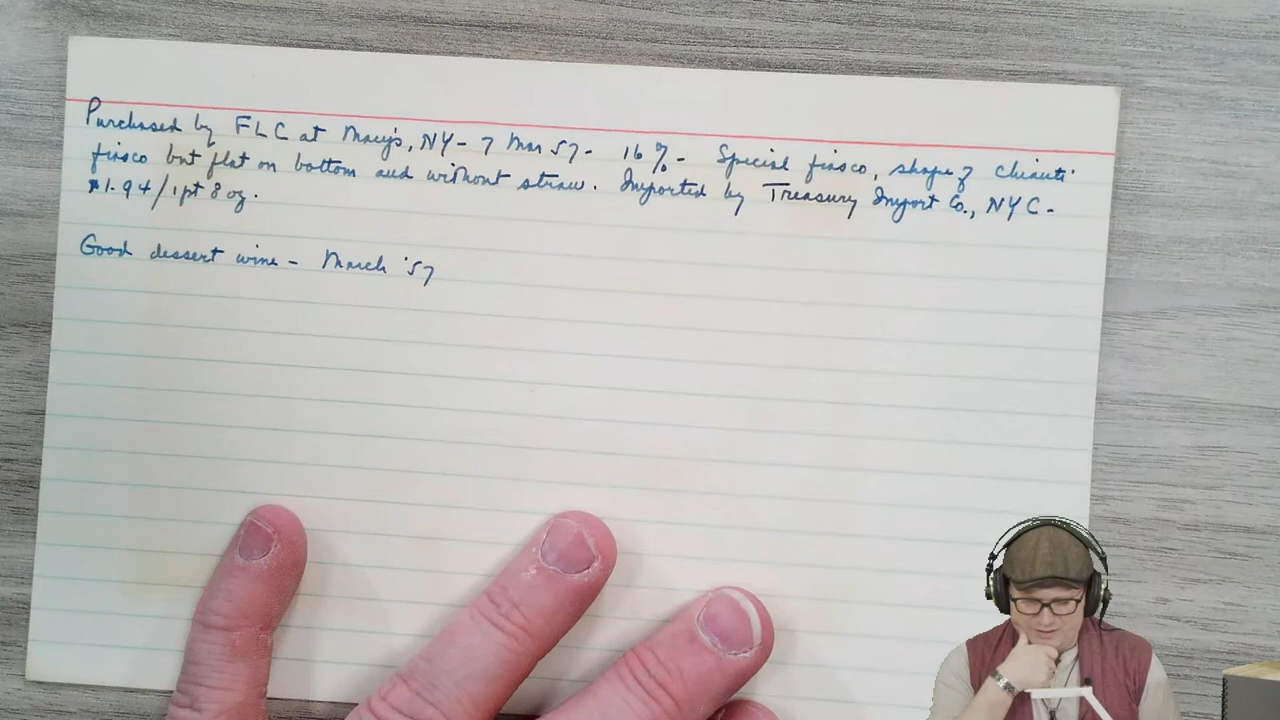 Purchased by FLC at Macy's, NY - 7 Mar 57 - 16% - Special fiasco, shape of chianti
fiasco but flat on bottom and without straw. Imported by Treasury Import Co., NYC -
$1.94/1pt 8 oz.
Good dessert wine - March '57